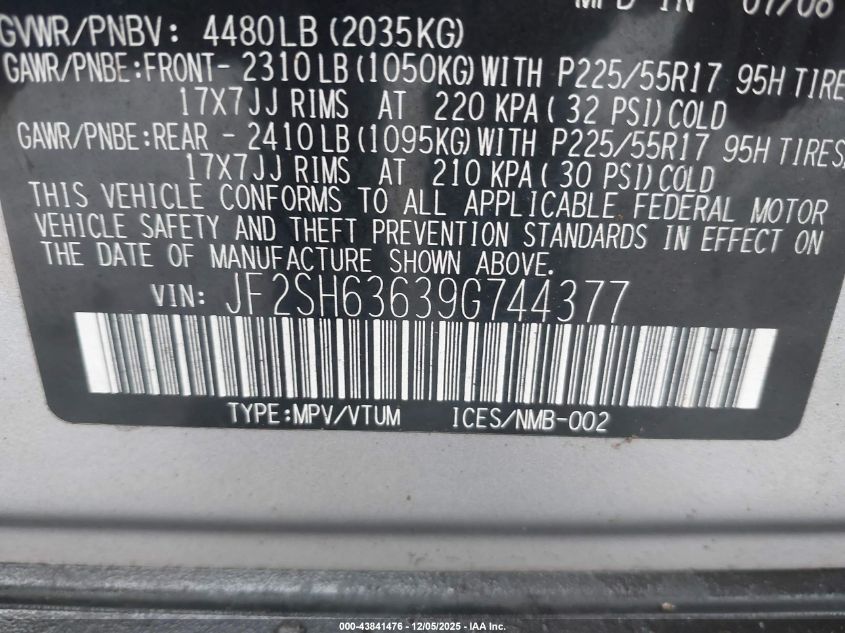 MFD IN 07/08
GVWR/PNBV: 4480LB (2035KG)
GAWR/PNBE:FRONT- 2310 LB (1050KG) WITH P225/55R17 95H TIRE
17X7JJ RIMS AT 220 KPA ( 32 PSI) COLD
GAWR/PNBE:REAR - 2410 LB (1095KG) WITH P225/55R17 95H TIRES
17X7JJ RIMS AT 210 KPA ( 30 PSI) COLD
THIS VEHICLE CONFORMS TO ALL APPLICABLE FEDERAL MOTOR
VEHICLE SAFETY AND THEFT PREVENTION STANDARDS IN EFFECT ON
THE DATE OF MANUFACTURE SHOWN ABOVE.
VIN: JF2SH63639G744377
TYPE:MPV/VTUM ICES/NMB-002
000-43841476 - 12/05/2025 - IAA Inc.